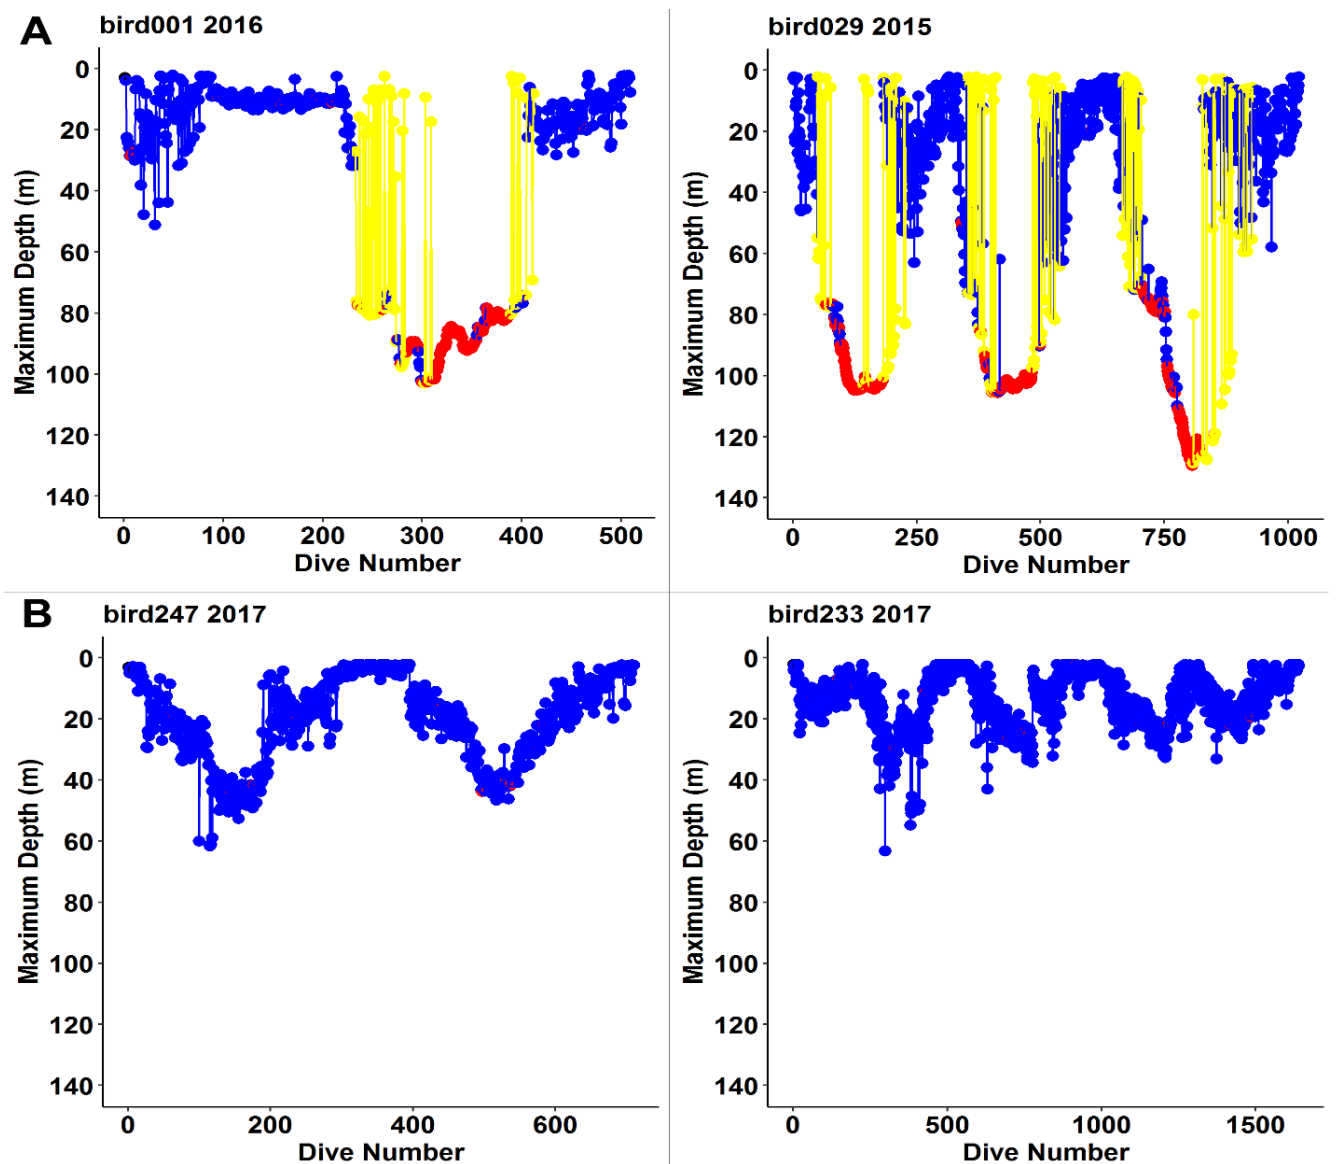 A
bird001 2016
0
20
40
60
80
100
120
140
Maximum Depth (m)
0 100 200 300 400 500
Dive Number
bird029 2015
0
20
40
60
80
100
120
140
Maximum Depth (m)
0 250 500 750 1000
Dive Number
B
bird247 2017
0
20
40
60
80
100
120
140
Maximum Depth (m)
0 200 400 600
Dive Number
bird233 2017
0
20
40
60
80
100
120
140
Maximum Depth (m)
0 500 1000 1500
Dive Number